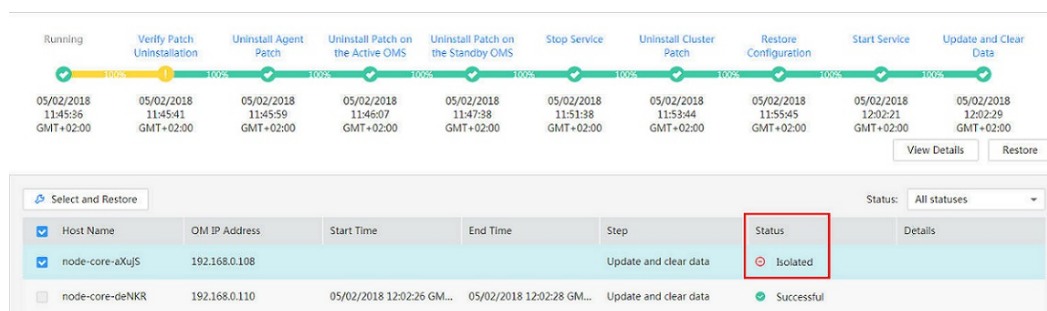 Running Verify Patch Uninstall Agent Uninstall Patch on Uninstall Patch on Stop Service Uninstall Cluster Restore Start Service Update and Clear
Uninstallation Patch the Active OMS the Standby OMS Patch Configuration Data
100% 100% 100% 100% 100% 100% 100% 100% 100%
05/02/2018 05/02/2018 05/02/2018 05/02/2018 05/02/2018 05/02/2018 05/02/2018 05/02/2018 05/02/2018 05/02/2018
11:45:36 11:45:41 11:45:59 11:46:07 11:47:38 11:51:38 11:53:44 11:55:45 12:02:21 12:02:29
GMT+02:00 GMT+02:00 GMT+02:00 GMT+02:00 GMT+02:00 GMT+02:00 GMT+02:00 GMT+02:00 GMT+02:00 GMT+02:00
View Details Restore
Select and Restore Status: All statuses
Host Name OM IP Address Start Time End Time Step Status Details
node-core-aXuJS 192.168.0.108 Update and clear data Isolated
node-core-deNKR 192.168.0.110 05/02/2018 12:02:26 GM... 05/02/2018 12:02:28 GM... Update and clear data Successful